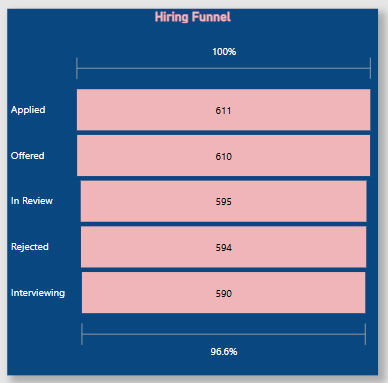 Hiring Funnel
100%
Applied 611
Offered 610
In Review 595
Rejected 594
Interviewing 590
96.6%